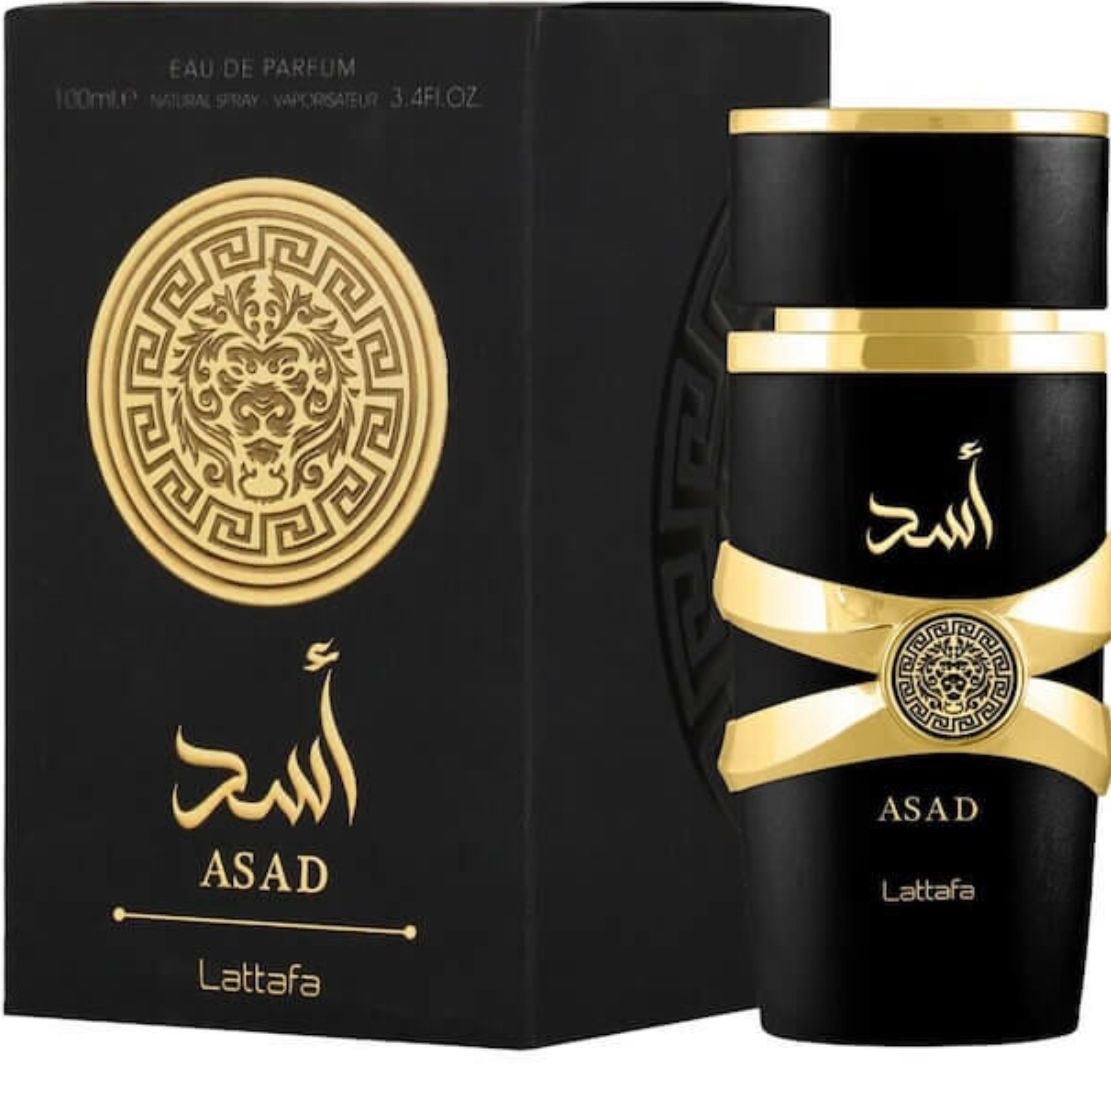 EAU DE PARFUM
100ml.e NATURAL SPRAY - VAPORISATEUR 3.4FL.OZ.
أسد
ASAD
Lattafa
أسد
ASAD
Lattafa